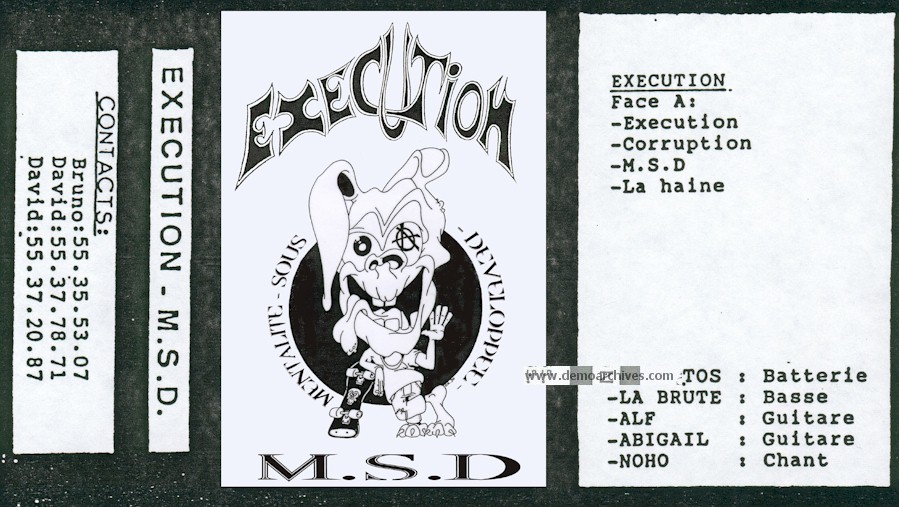 CONTACTS:
Bruno:55.35.53.07
David:55.37.78.71
David:55.37.20.87
EXECUTION - M.S.D.
EXECUTION
MENTALITE - SOUS - DEVELOPPEE
M.S.D
EXECUTION
Face A:
-Execution
-Corruption
-M.S.D
-La haine
www.demoarchives.com
TOS : Batterie
-LA BRUTE : Basse
-ALF : Guitare
-ABIGAIL : Guitare
-NOHO : Chant